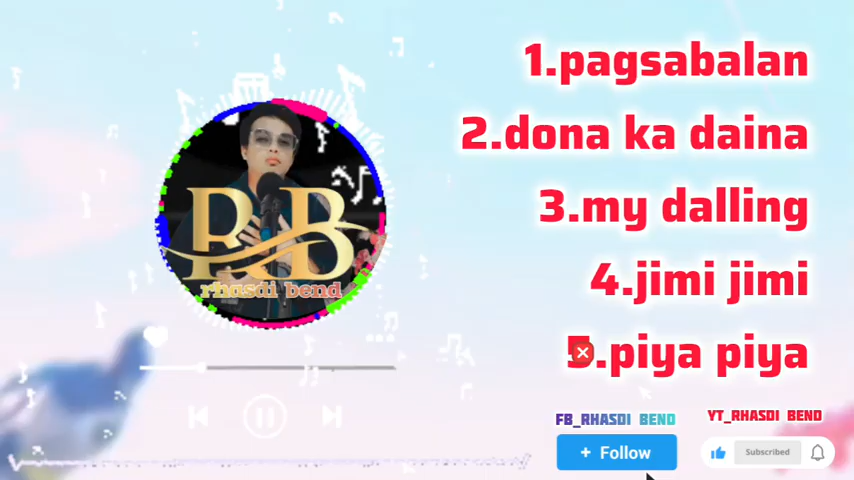 1.pagsabalan
2.dona ka daina
3.my dalling
4.jimi jimi
5.piya piya
RB
rhasdi bend
FB_RHASDI BEND
YT_RHASDI BEND
+ Follow
Subscribed